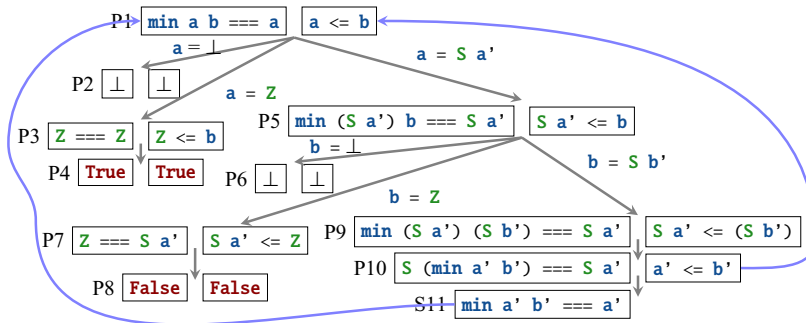 P1 min a b === a a <= b
a = ⊥
a = S a'
P2 ⊥ ⊥
a = Z
P3 Z === Z Z <= b
P5 min (S a') b === S a' S a' <= b
b = ⊥
b = S b'
P4 True True
P6 ⊥ ⊥
b = Z
P7 Z === S a' S a' <= Z
P9 min (S a') (S b') === S a' S a' <= (S b')
P10 S (min a' b') === S a' a' <= b'
P8 False False
S11 min a' b' === a'